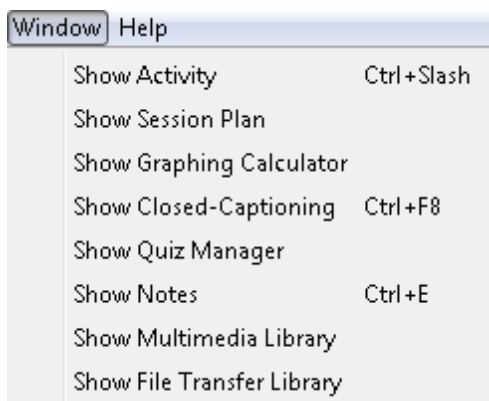 Window Help
Show Activity Ctrl+Slash
Show Session Plan
Show Graphing Calculator
Show Closed-Captioning Ctrl+F8
Show Quiz Manager
Show Notes Ctrl+E
Show Multimedia Library
Show File Transfer Library